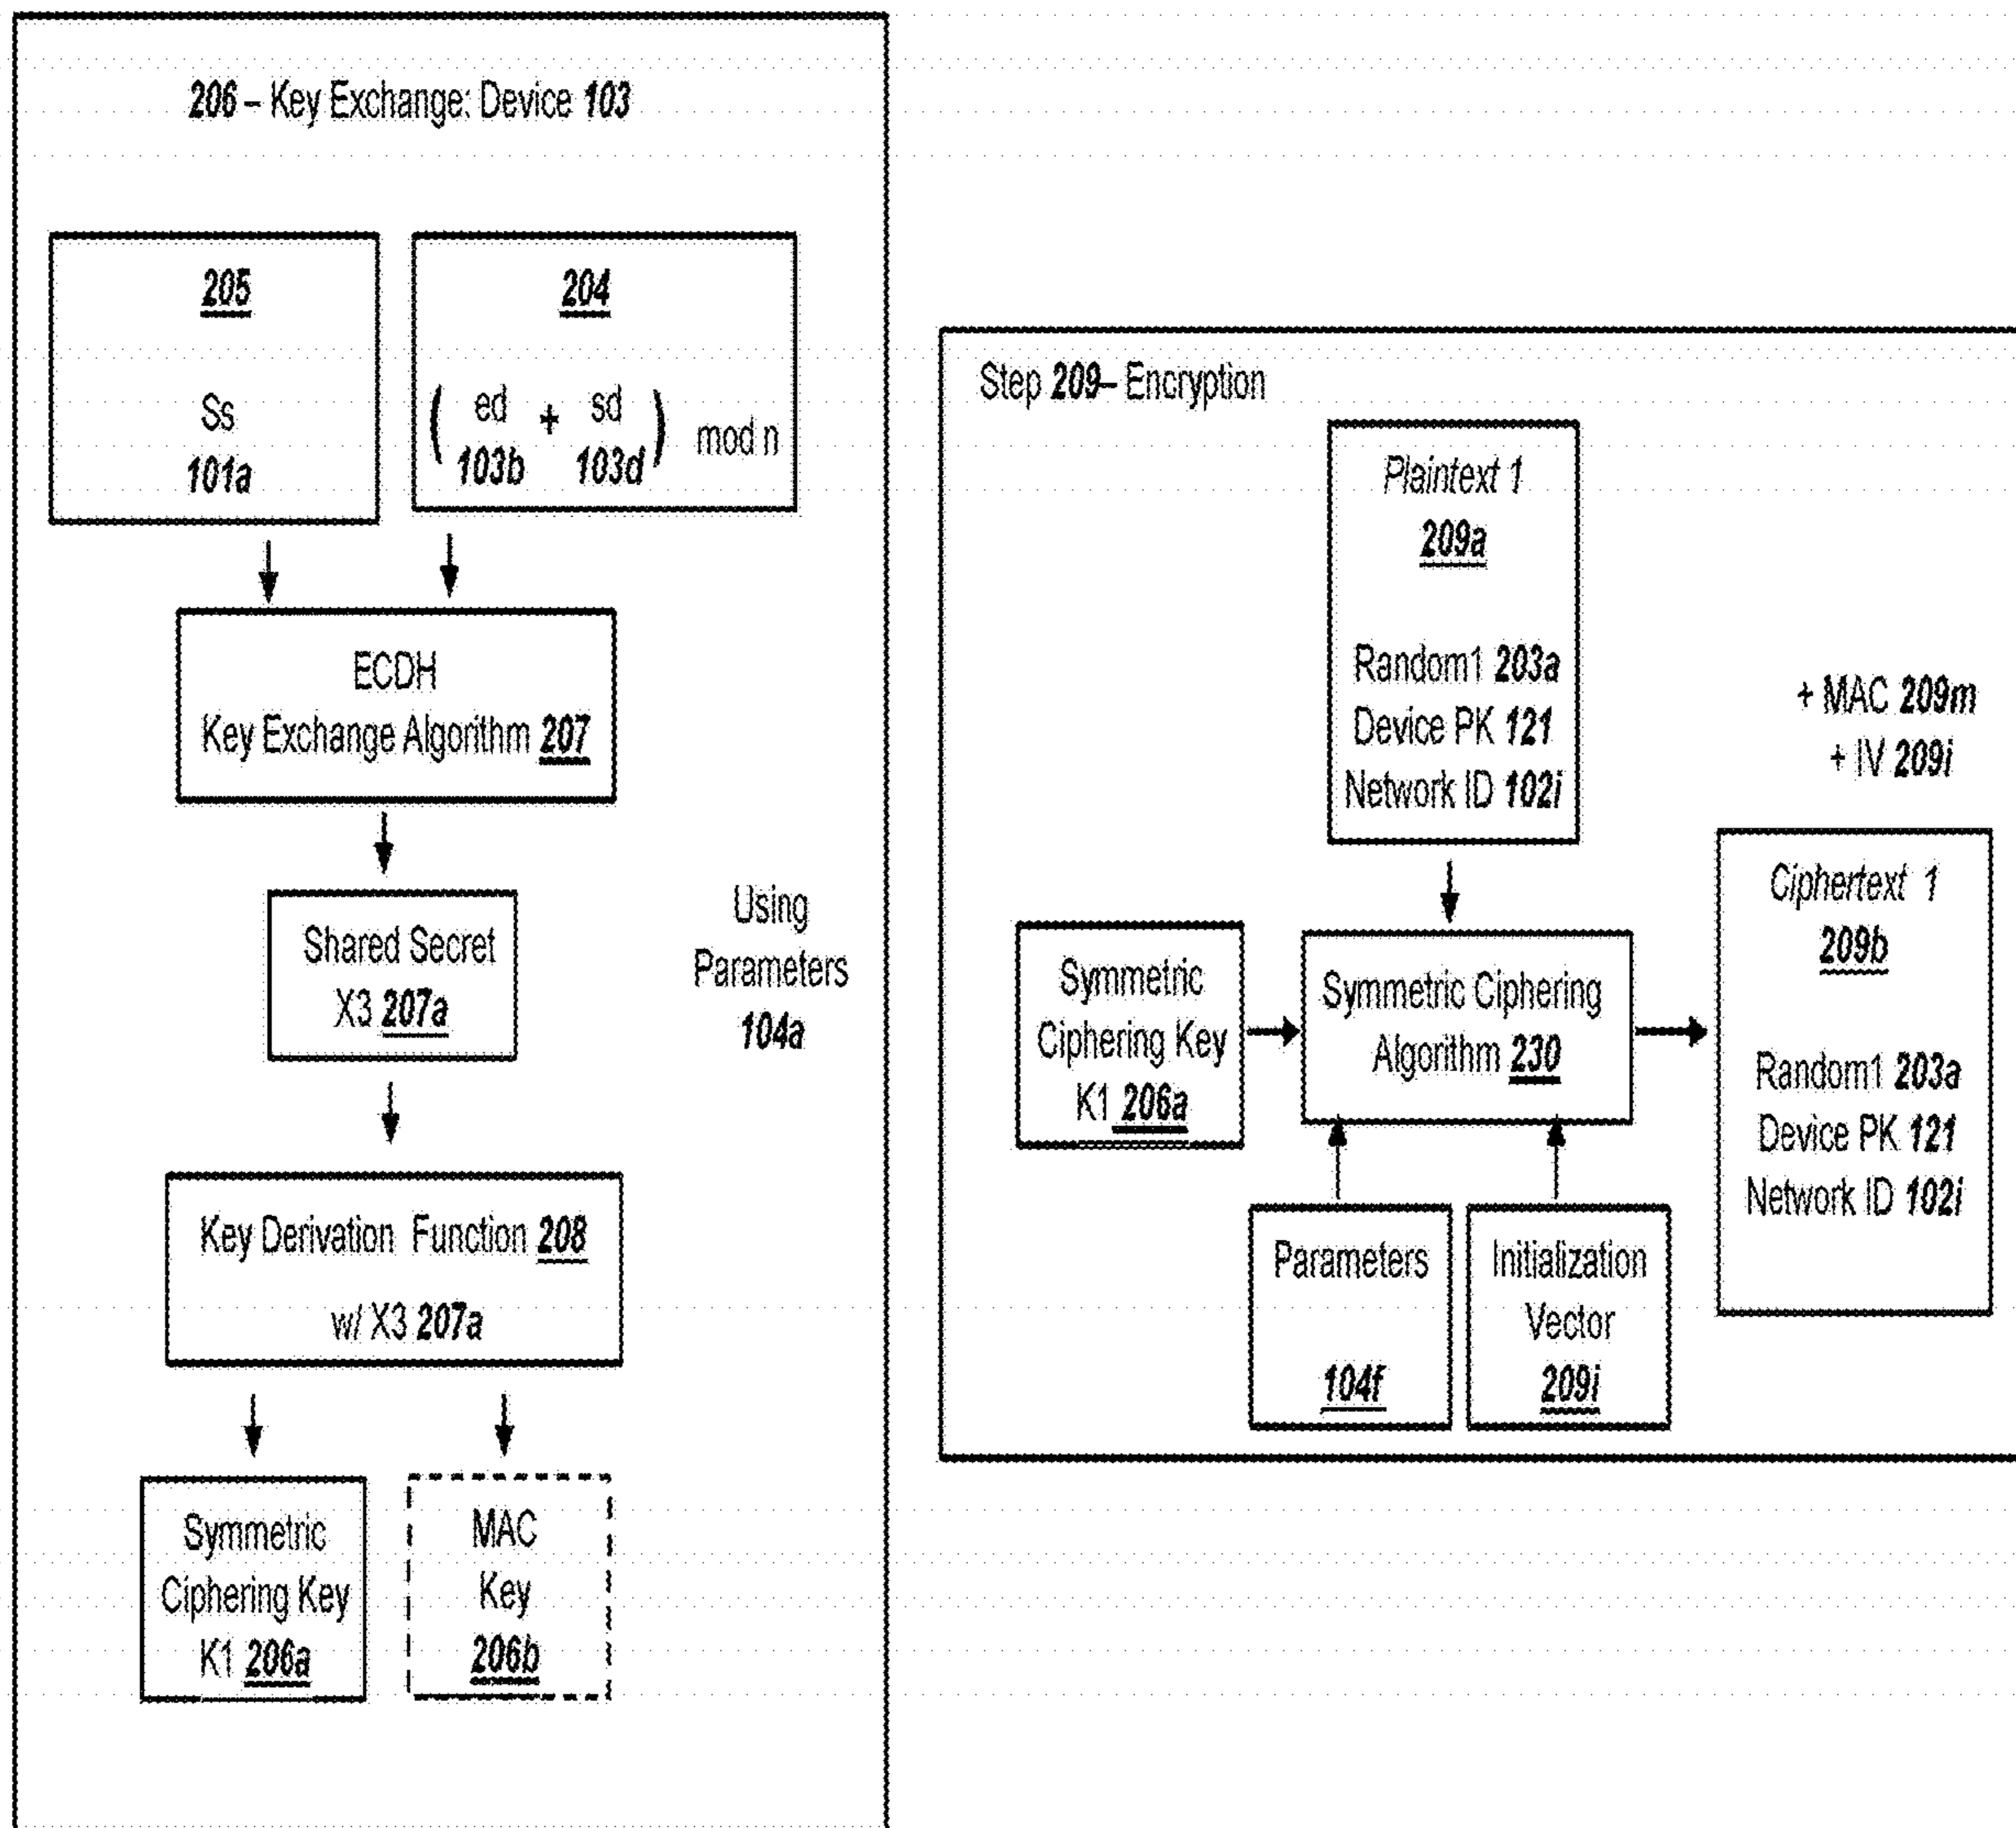 206 – Key Exchange: Device 103
205
Ss
101a
204
( ed + sd ) mod n
103b 103d
ECDH
Key Exchange Algorithm 207
Shared Secret
X3 207a
Using
Parameters
104a
Key Derivation Function 208
w/ X3 207a
Symmetric
Ciphering Key
K1 206a
MAC
Key
206b
Step 209– Encryption
Plaintext 1
209a
Random1 203a
Device PK 121
Network ID 102i
+ MAC 209m
+ IV 209i
Symmetric
Ciphering Key
K1 206a
Symmetric Ciphering
Algorithm 230
Ciphertext 1
209b
Random1 203a
Device PK 121
Network ID 102i
Parameters
104f
Initialization
Vector
209i